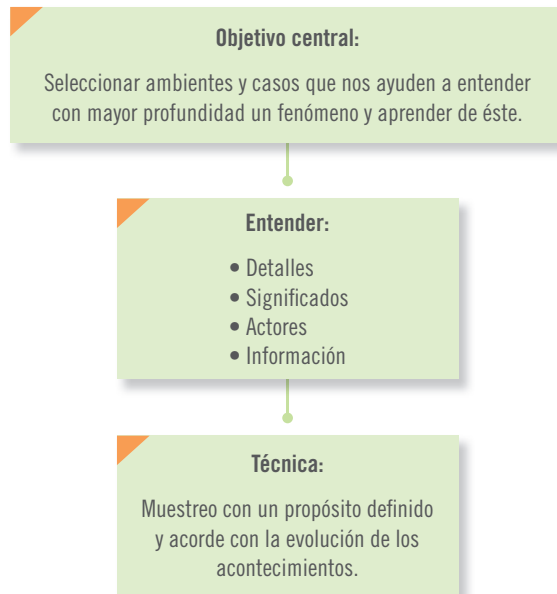 Objetivo central:
Seleccionar ambientes y casos que nos ayuden a entender
con mayor profundidad un fenómeno y aprender de éste.
Entender:
• Detalles
• Significados
• Actores
• Información
Técnica:
Muestreo con un propósito definido
y acorde con la evolución de los
acontecimientos.